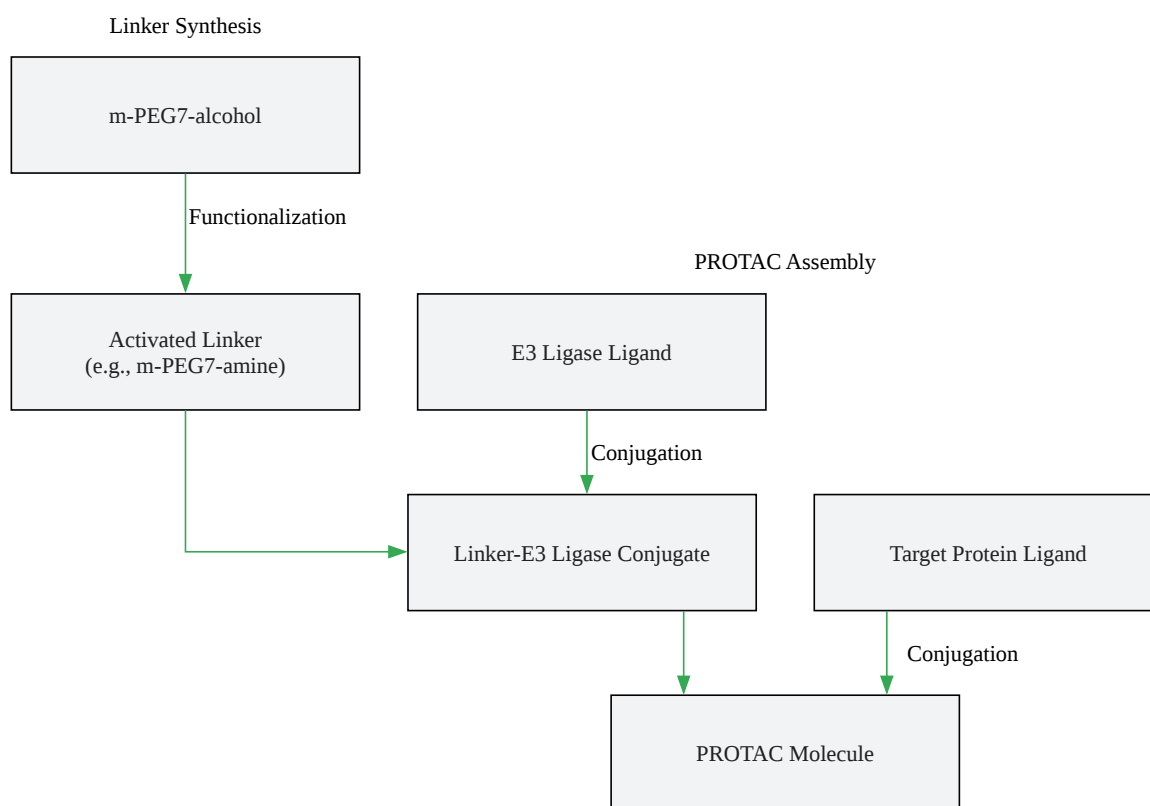 Linker Synthesis
m-PEG7-alcohol
Functionalization
PROTAC Assembly
Activated Linker
(e.g., m-PEG7-amine)
E3 Ligase Ligand
Conjugation
Linker-E3 Ligase Conjugate
Target Protein Ligand
Conjugation
PROTAC Molecule